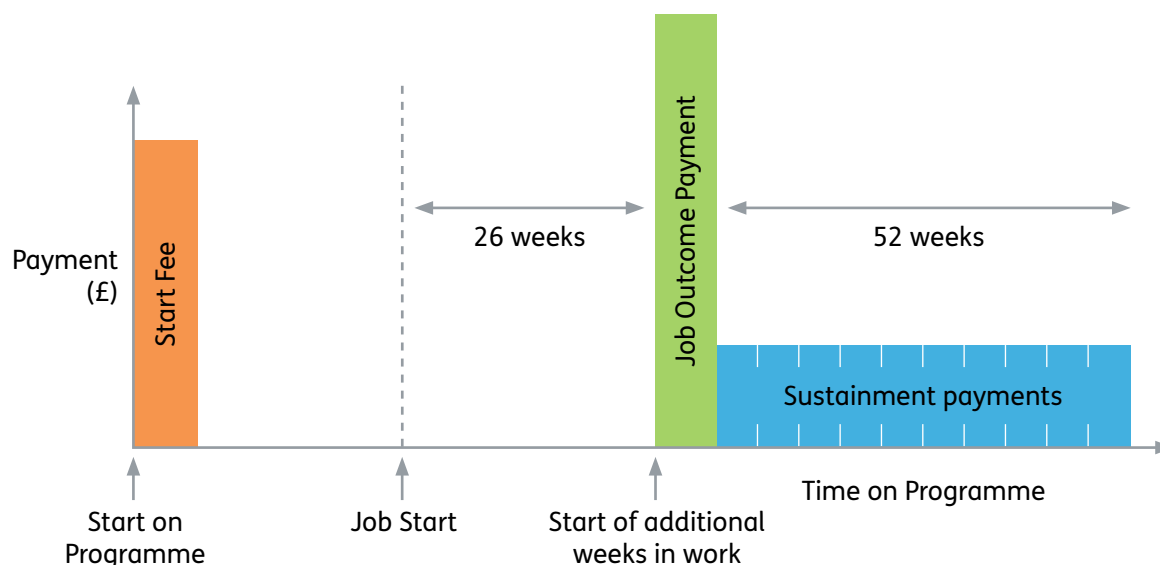 Payment
(£)
Start Fee
26 weeks
Job Outcome Payment
52 weeks
Sustainment payments
Time on Programme
Start on
Programme
Job Start
Start of additional
weeks in work